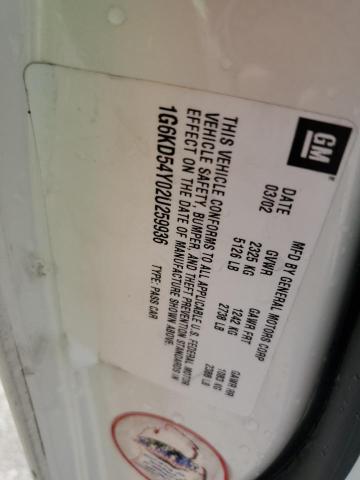 GM
MFD BY GENERAL MOTORS CORP
DATE GVWR GAWR FRT GAWR RR
03/02 2325 KG 1242 KG 1083 KG
5126 LB 2738 LB 2388 LB
THIS VEHICLE CONFORMS TO ALL APPLICABLE U.S. FEDERAL MOTOR
VEHICLE SAFETY, BUMPER, AND THEFT PREVENTION STANDARDS IN
EFFECT ON THE DATE OF MANUFACTURE SHOWN ABOVE.
1G6KD54Y02U259936 TYPE: PASS CAR